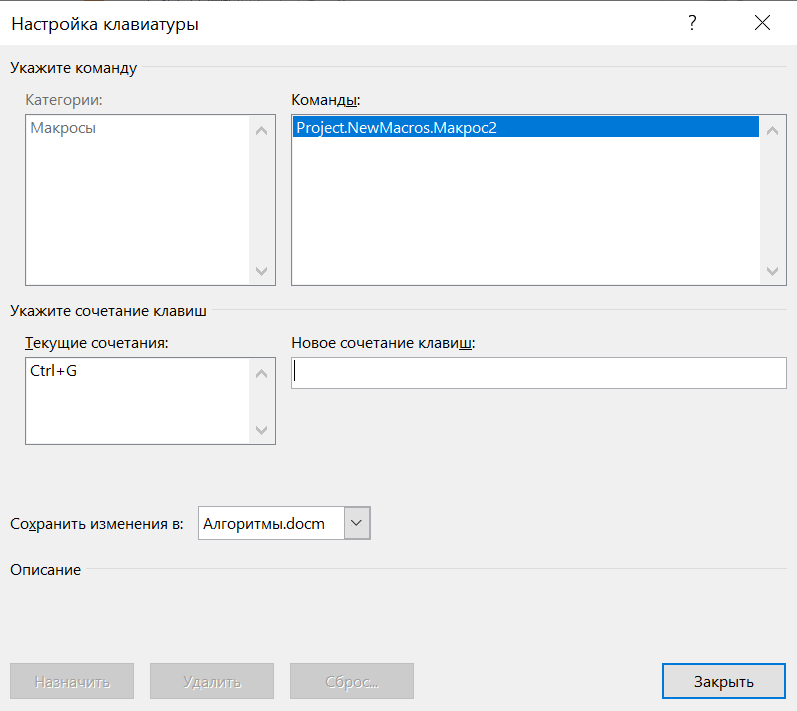 Настройка клавиатуры
?
Укажите команду
Категории:
Команды:
Макросы
Project.NewMacros.Макрос2
Укажите сочетание клавиш
Текущие сочетания:
Новое сочетание клавиш:
Ctrl+G
Сохранить изменения в:
Алгоритмы.docm
Описание
Назначить
Удалить
Сброс...
Закрыть